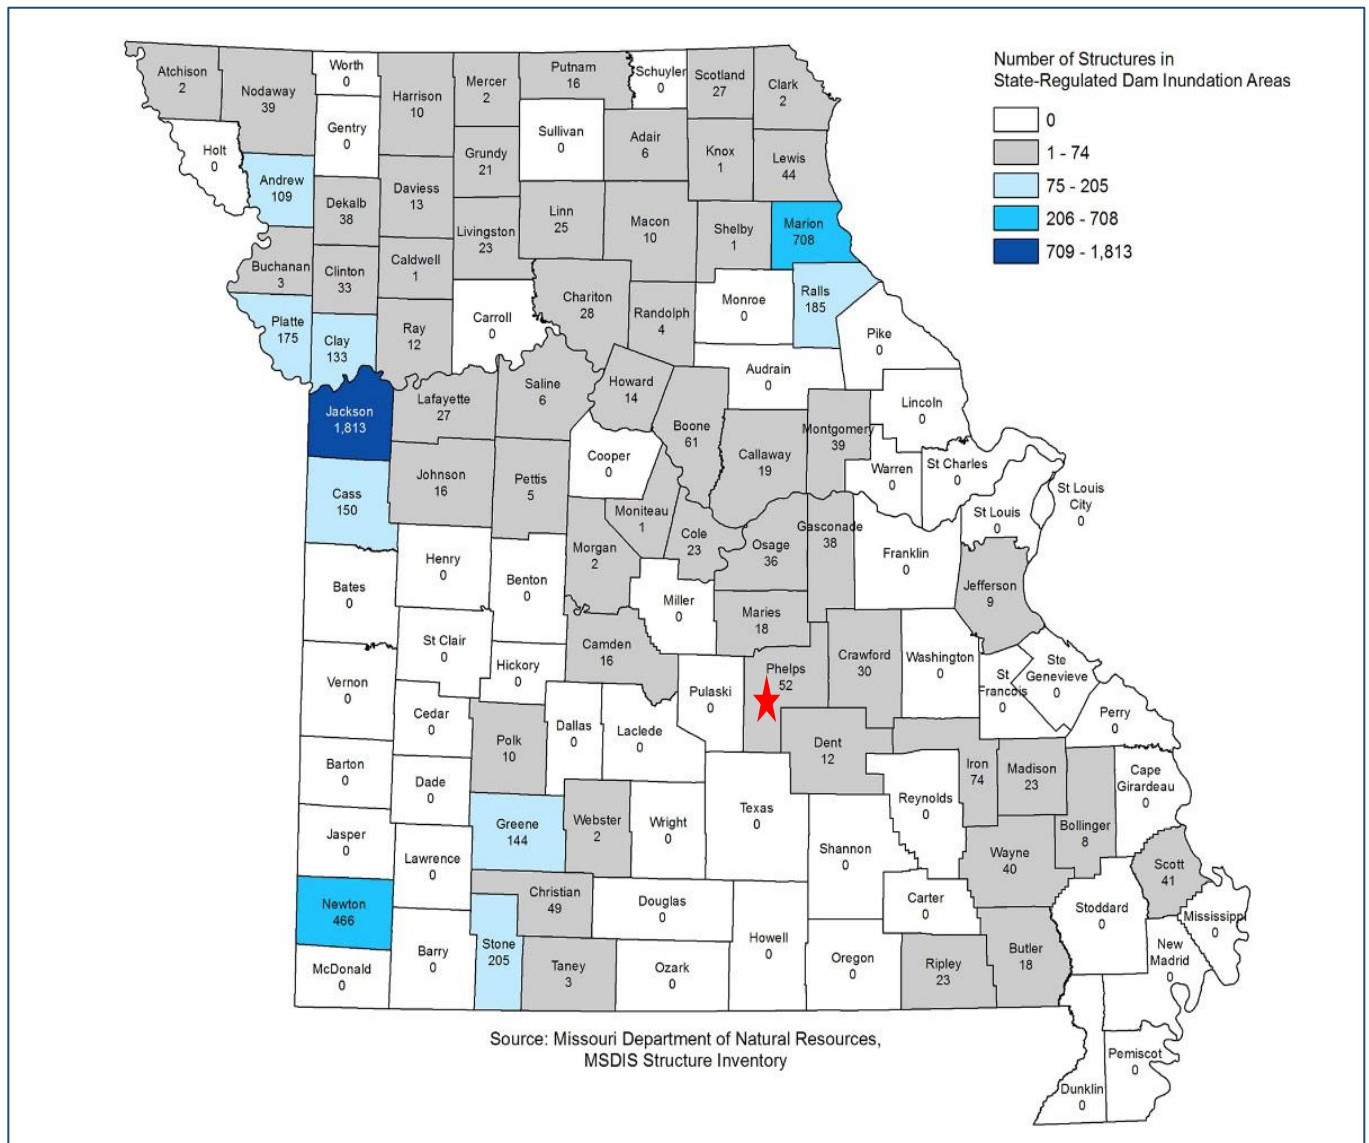 Number of Structures in
State-Regulated Dam Inundation Areas
0
1 - 74
75 - 205
206 - 708
709 - 1,813
Atchison
2
Nodaway
39
Worth
0
Gentry
0
Harrison
10
Mercer
2
Putnam
16
Schuyler
0
Scotland
27
Clark
2
Holt
0
Andrew
109
Dekalb
38
Daviess
13
Grundy
21
Sullivan
0
Adair
6
Knox
1
Lewis
44
Buchanan
3
Clinton
33
Caldwell
1
Livingston
23
Linn
25
Macon
10
Shelby
1
Marion
708
Platte
175
Clay
133
Ray
12
Carroll
0
Chariton
28
Randolph
4
Monroe
0
Ralls
185
Pike
0
Jackson
1,813
Lafayette
27
Saline
6
Howard
14
Boone
61
Audrain
0
Callaway
19
Montgomery
39
Lincoln
0
Cass
150
Johnson
16
Pettis
5
Cooper
0
Moniteau
1
Cole
23
Osage
36
Gasconade
38
Warren
0
St Charles
0
St Louis
0
St Louis
City
0
Bates
0
Henry
0
Benton
0
Morgan
2
Miller
0
Maries
18
Franklin
0
Jefferson
9
Vernon
0
St Clair
0
Hickory
0
Camden
16
Pulaski
0
Phelps
52
Crawford
30
Washington
0
St
Francois
0
Ste
Genevieve
0
Perry
0
Cedar
0
Polk
10
Dallas
0
Laclede
0
Dent
12
Iron
74
Madison
23
Cape
Girardeau
0
Barton
0
Dade
0
Greene
144
Webster
2
Wright
0
Texas
0
Shannon
0
Reynolds
0
Wayne
40
Bollinger
8
Scott
41
Jasper
0
Lawrence
0
Christian
49
Douglas
0
Howell
0
Carter
0
Stoddard
0
Mississippi
0
Newton
466
McDonald
0
Barry
0
Stone
205
Taney
3
Ozark
0
Oregon
0
Ripley
23
Butler
18
New
Madrid
0
Pemiscot
0
Dunklin
0
Source: Missouri Department of Natural Resources,
MSDIS Structure Inventory